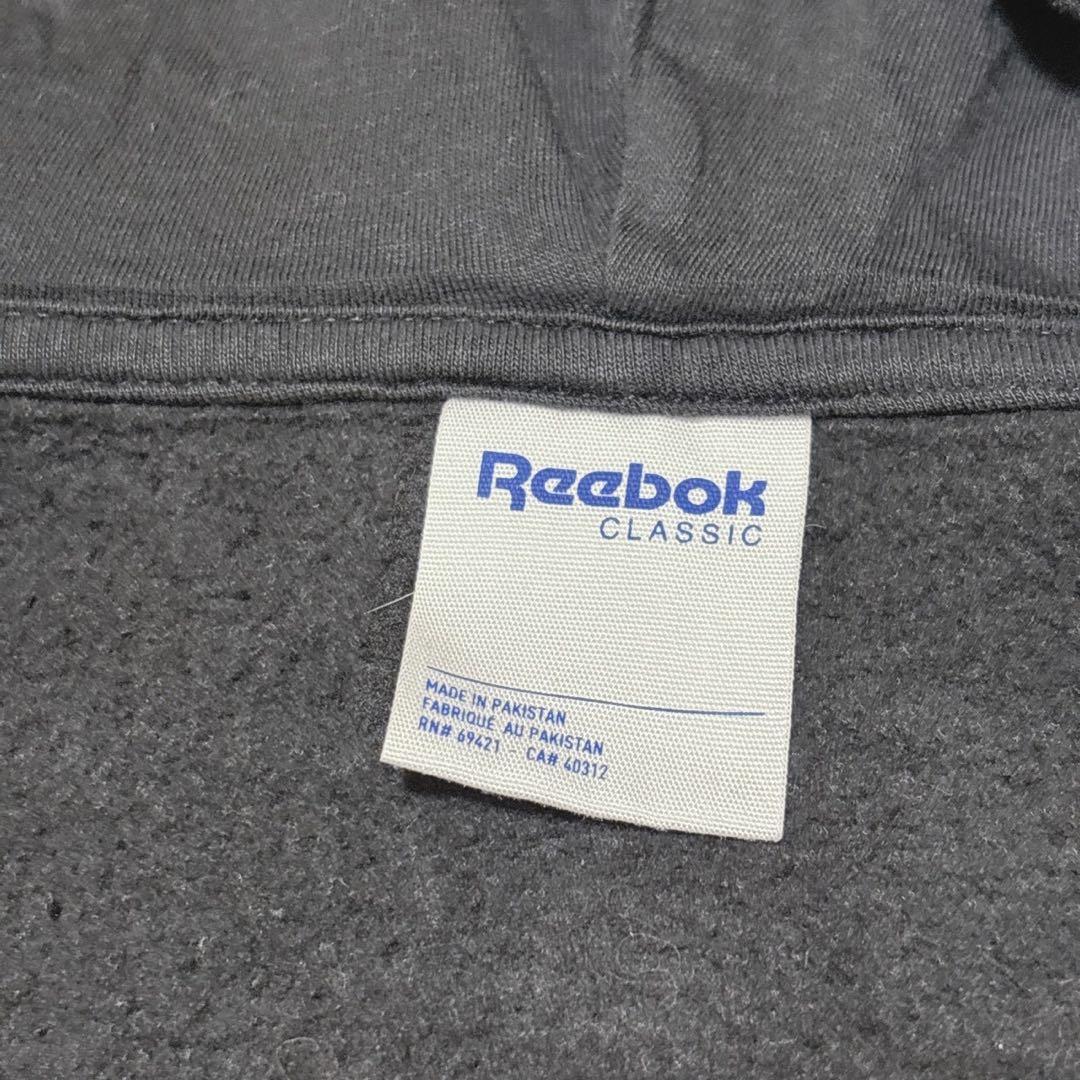 Reebok
CLASSIC
MADE IN PAKISTAN
FABRIQUÉ AU PAKISTAN
RN# 69421 CA# 40312